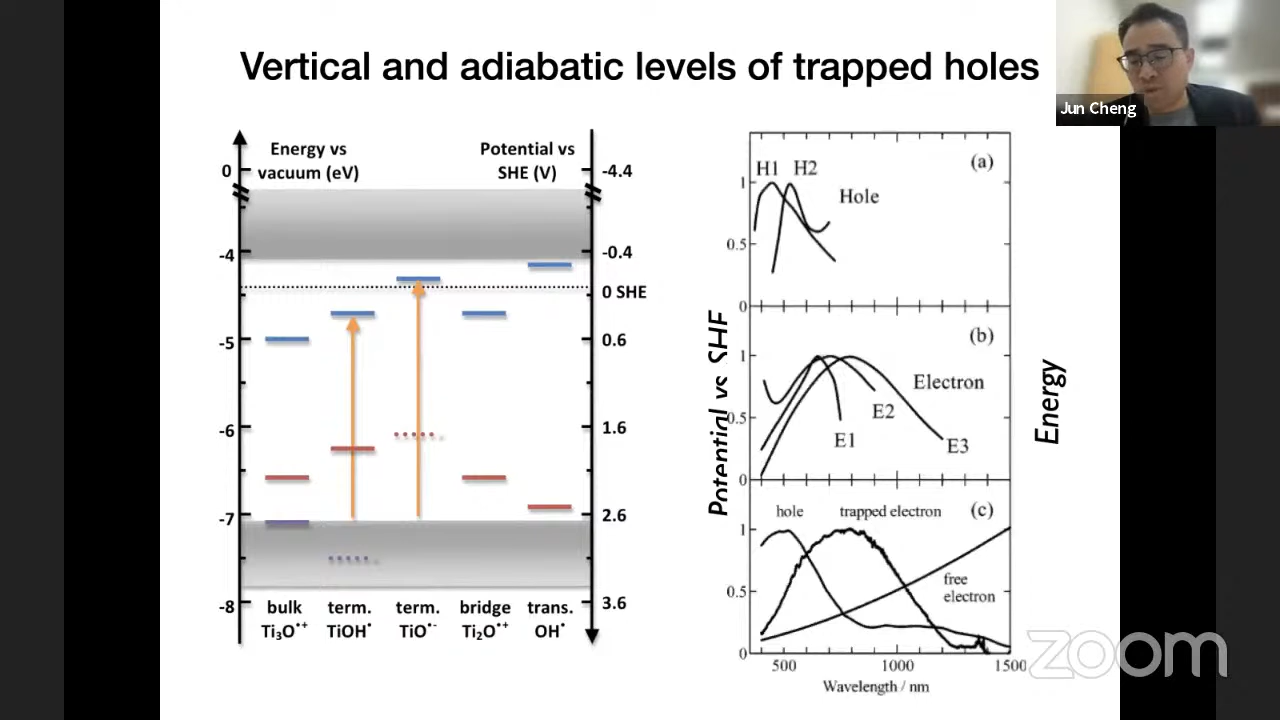 Vertical and adiabatic levels of trapped holes
Jun Cheng
Energy vs
vacuum (eV)
Potential vs
SHE (V)
0
-4
-5
-6
-7
-8
-4.4
-0.4
0 SHE
0.6
1.6
2.6
3.6
bulk
Ti₃O•+
term.
TiOH•
term.
TiO•-
bridge
Ti₂O•+
trans.
OH•
Potential vs SHE
Energy
(a)
H1 H2
Hole
1
0.5
0
(b)
Electron
E1
E2
E3
1
0.5
0
(c)
hole
trapped electron
free
electron
1
0.5
0
500
1000
1500
Wavelength / nm
zoom